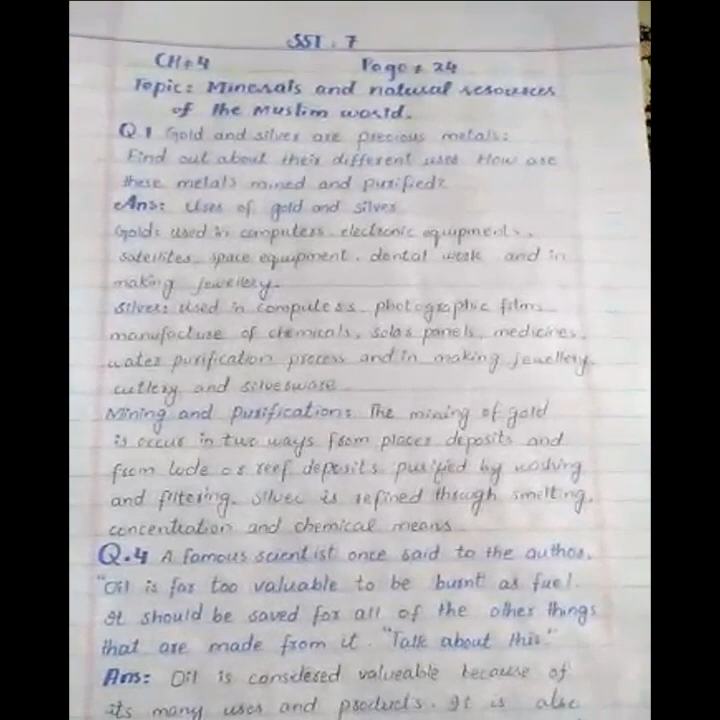 SST. 7
CH# 4 Page # 24
Topic: Minerals and natural resources
of the Muslim world.
Q.1 Gold and silver are precious metals:
Find out about their different uses How are
these metals mined and purified?
Ans: Uses of gold and silver
Gold: used in computers, electronic equipments,
satellites, space equipment, dental work and in
making jewellery.
Silver: used in computers, photographic films
manufacture of chemicals, solar panels, medicines,
water purification process and in making jewellery,
cutlery and silverware
Mining and Purification: The mining of gold
is occur in two ways from placer deposits and
from lode or reef deposits purified by washing
and filtering. Silver is refined through smelting,
concentration and chemical means
Q.4 A famous scientist once said to the author,
"Oil is far too valuable to be burnt as fuel.
It should be saved for all of the other things
that are made from it. "Talk about this."
Ans: Oil is considered valueable because of
its many uses and products. It is also